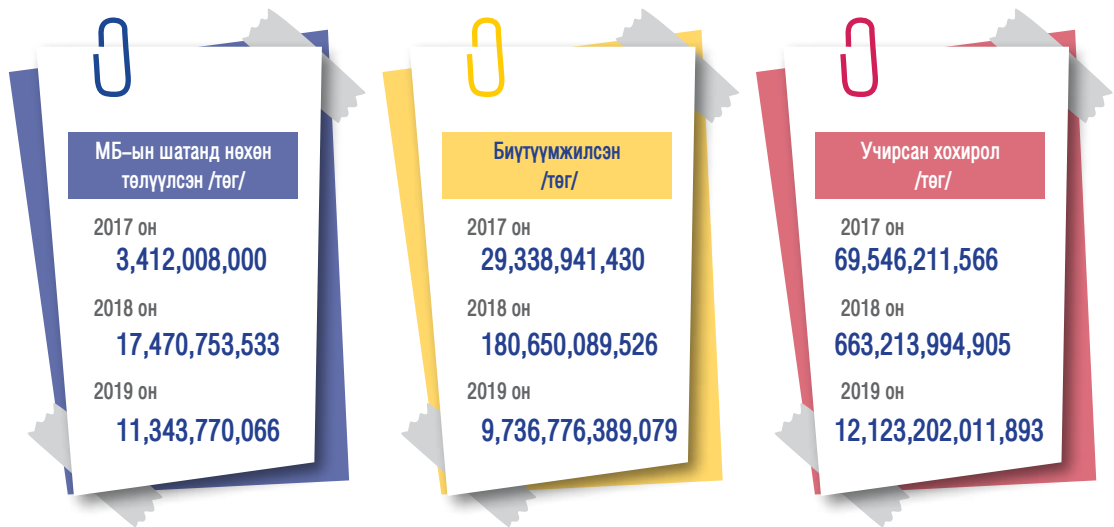 МБ–ын шатанд нөхөн
төлүүлсэн /төг/
2017 он
3,412,008,000
2018 он
17,470,753,533
2019 он
11,343,770,066
Биүтүүмжилсэн
/төг/
2017 он
29,338,941,430
2018 он
180,650,089,526
2019 он
9,736,776,389,079
Учирсан хохирол
/төг/
2017 он
69,546,211,566
2018 он
663,213,994,905
2019 он
12,123,202,011,893